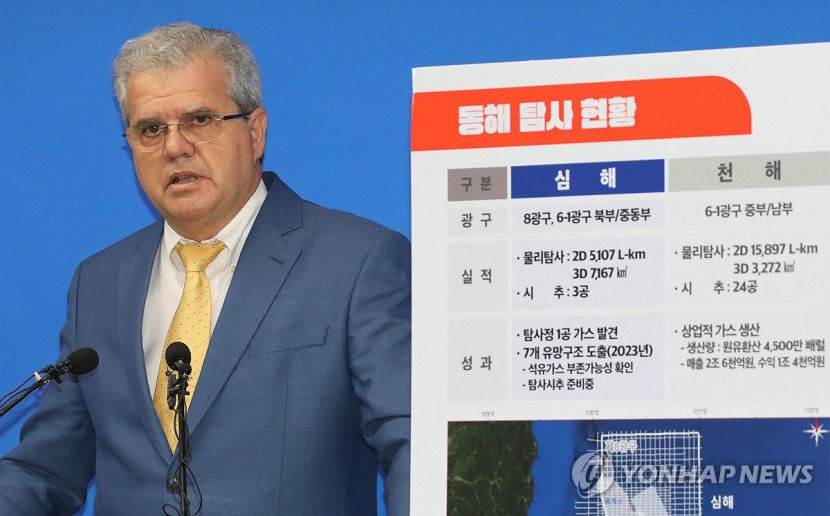 동해 탐사 현황
구 분 심 해 천 해
광 구 8광구, 6-1광구 북부/중동부 6-1광구 중부/남부
실 적
· 물리탐사 : 2D 5,107 L-km
3D 7,167 ㎢
· 시 추 : 3공
· 물리탐사 : 2D 15,897 L-km
3D 3,272 ㎢
· 시 추 : 24공
성 과
· 탐사정 1공 가스 발견
· 7개 유망구조 도출(2023년)
- 석유가스 부존가능성 확인
- 탐사시추 준비중
· 상업적 가스 생산
- 생산량 : 원유환산 4,500만 배럴
- 매출 2조 6천억원, 수익 1조 4천억원
129˚E 130˚E 131˚E 132˚E
제8광구
심해
YONHAP NEWS